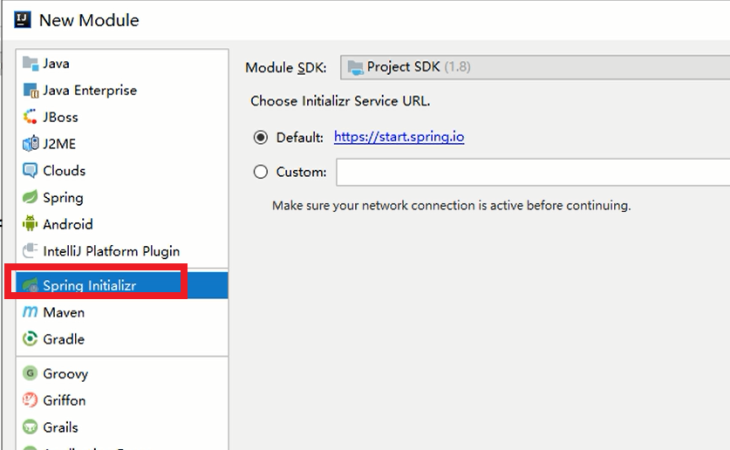 New Module
Java
Java Enterprise
JBoss
J2ME
Clouds
Spring
Android
IntelliJ Platform Plugin
Spring Initializr
Maven
Gradle
Groovy
Griffon
Grails
Module SDK: Project SDK (1.8)
Choose Initializr Service URL.
Default: https://start.spring.io
Custom:
Make sure your network connection is active before continuing.